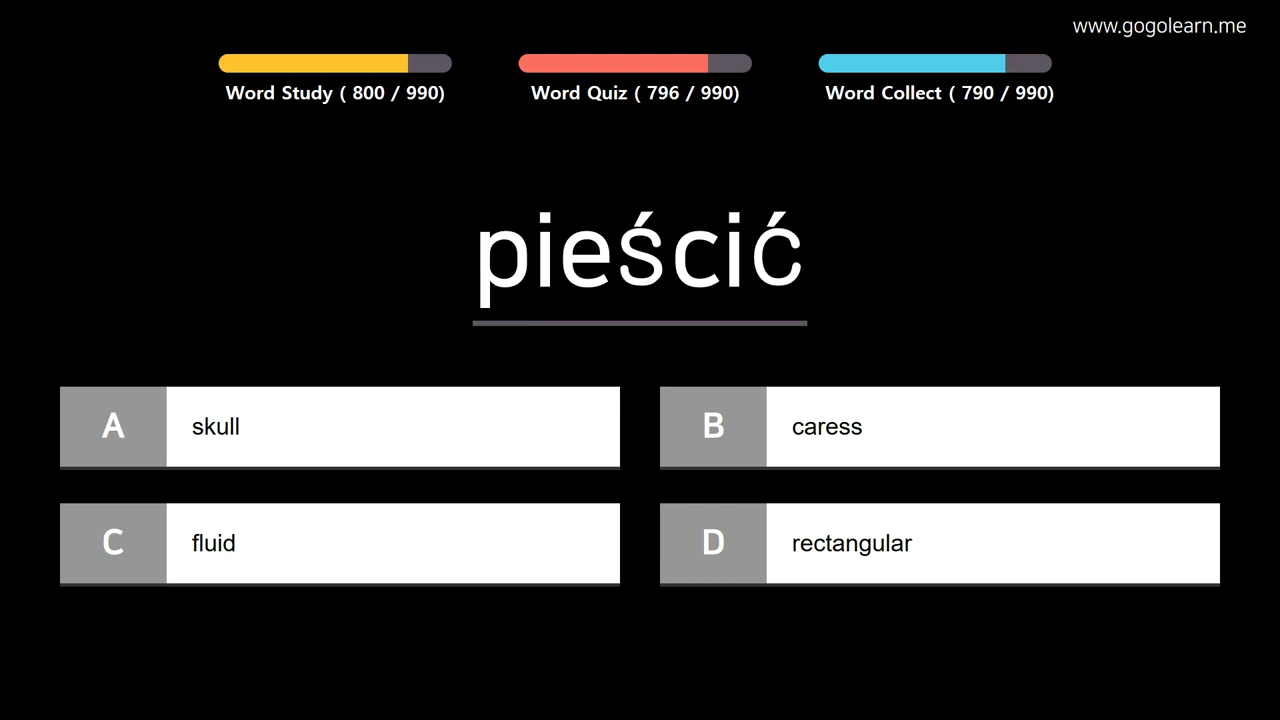 www.gogolearn.me
Word Study ( 800 / 990)
Word Quiz ( 796 / 990)
Word Collect ( 790 / 990)
pieścić
A skull
B caress
C fluid
D rectangular